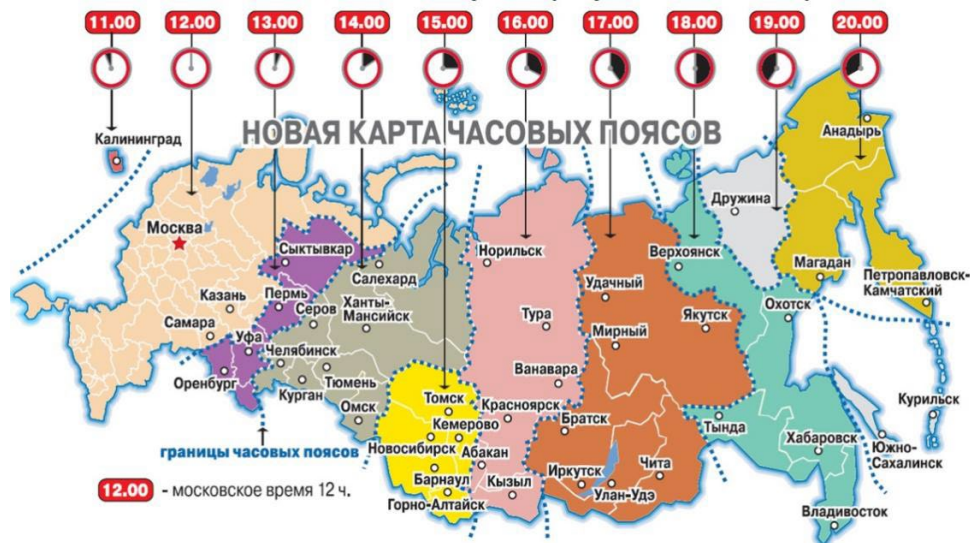 11.00 12.00 13.00 14.00 15.00 16.00 17.00 18.00 19.00 20.00
НОВАЯ КАРТА ЧАСОВЫХ ПОЯСОВ
Калининград
Анадырь
Дружина
Москва
Сыктывкар
Норильск
Верхоянск
Магадан
Петропавловск-
Камчатский
Салехард
Удачный
Казань
Пермь
Серов
Ханты-
Мансийск
Тура
Якутск
Охотск
Самара
Уфа
Мирный
Челябинск
Оренбург
Тюмень
Ванавара
Курган
Томск
Красноярск
Курильск
Омск
Кемерово
Братск
Тында
Хабаровск
границы часовых поясов
Новосибирск
Абакан
Южно-
Сахалинск
Барнаул
Кызыл
Иркутск
Чита
Улан-Удэ
12.00 - московское время 12 ч.
Горно-Алтайск
Владивосток